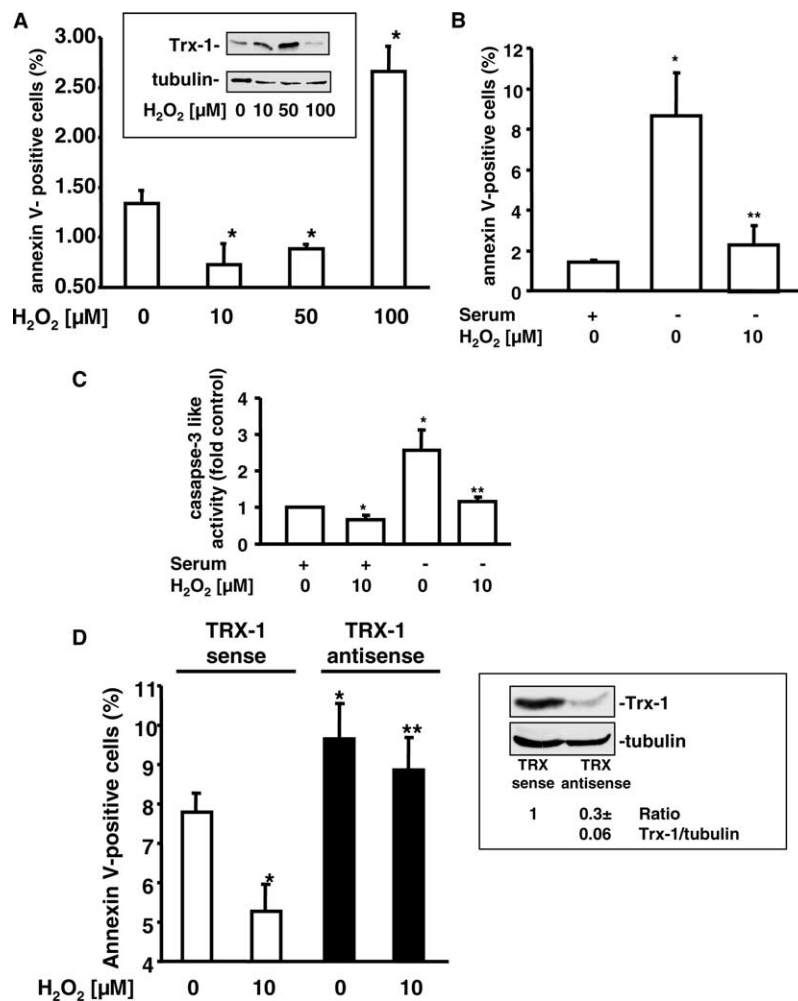 A
annexin V- positive cells (%)
3.00
2.50
2.00
1.50
1.00
0.50
*
*
*
Trx-1-
tubulin-
H₂O₂ [µM] 0 10 50 100
H₂O₂ [µM] 0 10 50 100
B
annexin V-positive cells (%)
12
10
8
6
4
2
0
*
**
Serum + - -
H₂O₂ [µM] 0 0 10
C
casapse-3 like
activity (fold control)
4
3
2
1
0
*
*
**
Serum + + - -
H₂O₂ [µM] 0 10 0 10
D
TRX-1 TRX-1
sense antisense
Annexin V-positive cells (%)
11
10
9
8
7
6
5
4
*
*
**
H₂O₂ [µM] 0 10 0 10
-Trx-1
-tubulin
TRX TRX
sense antisense
1 0.3± Ratio
0.06 Trx-1/tubulin